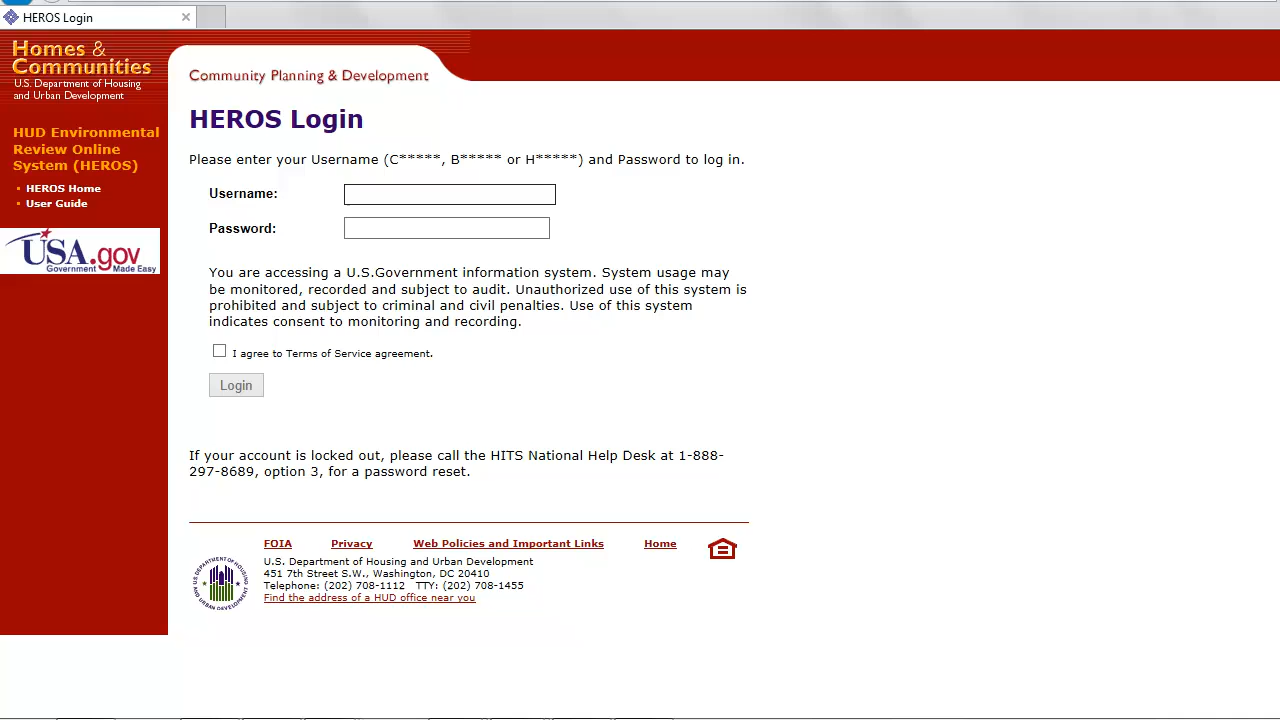 HEROS Login
Homes &
Communities
U.S. Department of Housing
and Urban Development
Community Planning & Development
HUD Environmental
Review Online
System (HEROS)
HEROS Home
User Guide
USA.gov
Government Made Easy
HEROS Login
Please enter your Username (C*****, B***** or H*****) and Password to log in.
Username:
Password:
You are accessing a U.S.Government information system. System usage may
be monitored, recorded and subject to audit. Unauthorized use of this system is
prohibited and subject to criminal and civil penalties. Use of this system
indicates consent to monitoring and recording.
I agree to Terms of Service agreement.
Login
If your account is locked out, please call the HITS National Help Desk at 1-888-
297-8689, option 3, for a password reset.
FOIA Privacy Web Policies and Important Links Home
U.S. Department of Housing and Urban Development
451 7th Street S.W., Washington, DC 20410
Telephone: (202) 708-1112 TTY: (202) 708-1455
Find the address of a HUD office near you
U.S. DEPARTMENT OF HOUSING
AND URBAN DEVELOPMENT